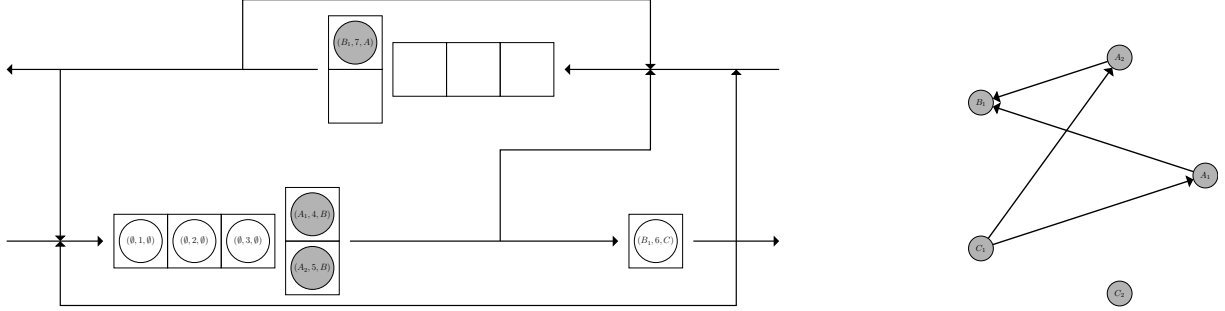 (B₁, 7, A)
(∅, 1, ∅) (∅, 2, ∅) (∅, 3, ∅)
(A₁, 4, B)
(A₂, 5, B)
(B₁, 6, C)
A₂
B₁
A₁
C₁
C₂